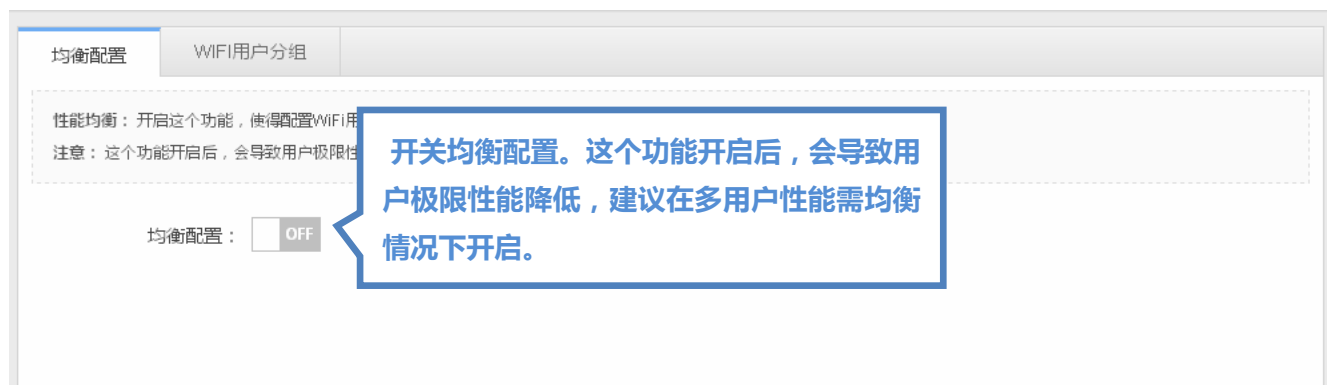 均衡配置 WIFI用户分组
性能均衡：开启这个功能，使得配置WiFi用
注意：这个功能开启后，会导致用户极限性
开关均衡配置。这个功能开启后，会导致用
户极限性能降低，建议在多用户性能需均衡
情况下开启。
均衡配置： OFF